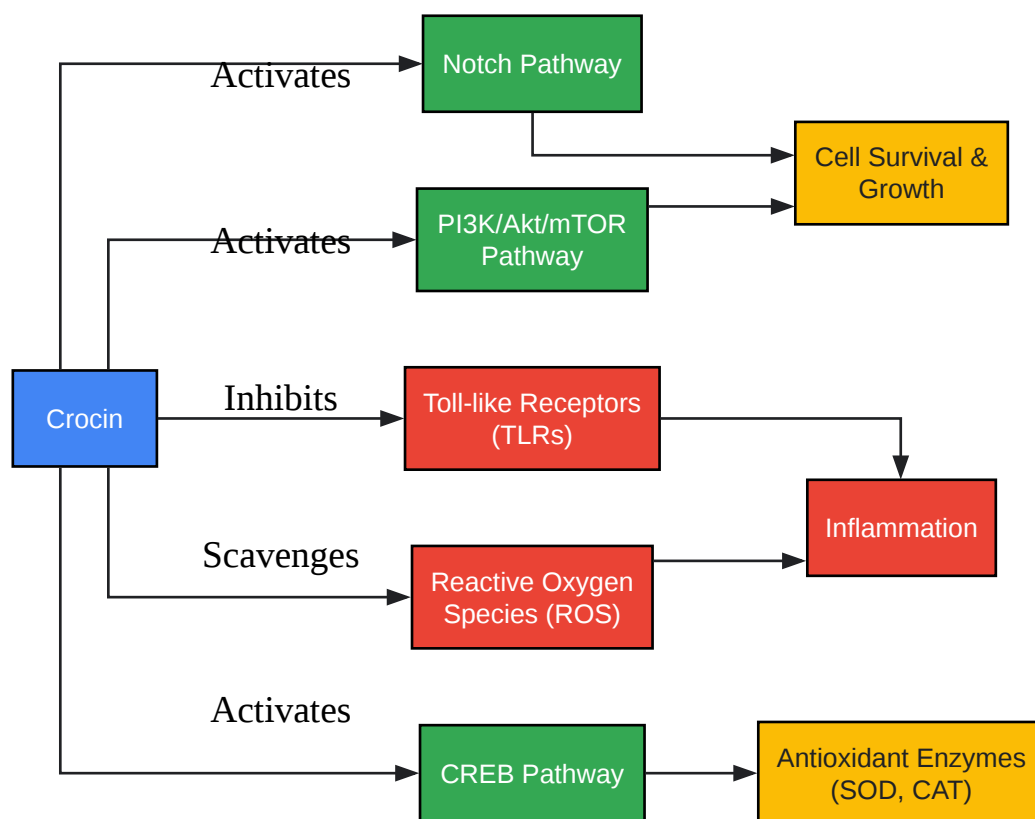 Notch Pathway
Activates
Cell Survival &
Growth
PI3K/Akt/mTOR
Pathway
Activates
Crocin
Inhibits
Toll-like Receptors
(TLRs)
Inflammation
Scavenges
Reactive Oxygen
Species (ROS)
Activates
CREB Pathway
Antioxidant Enzymes
(SOD, CAT)